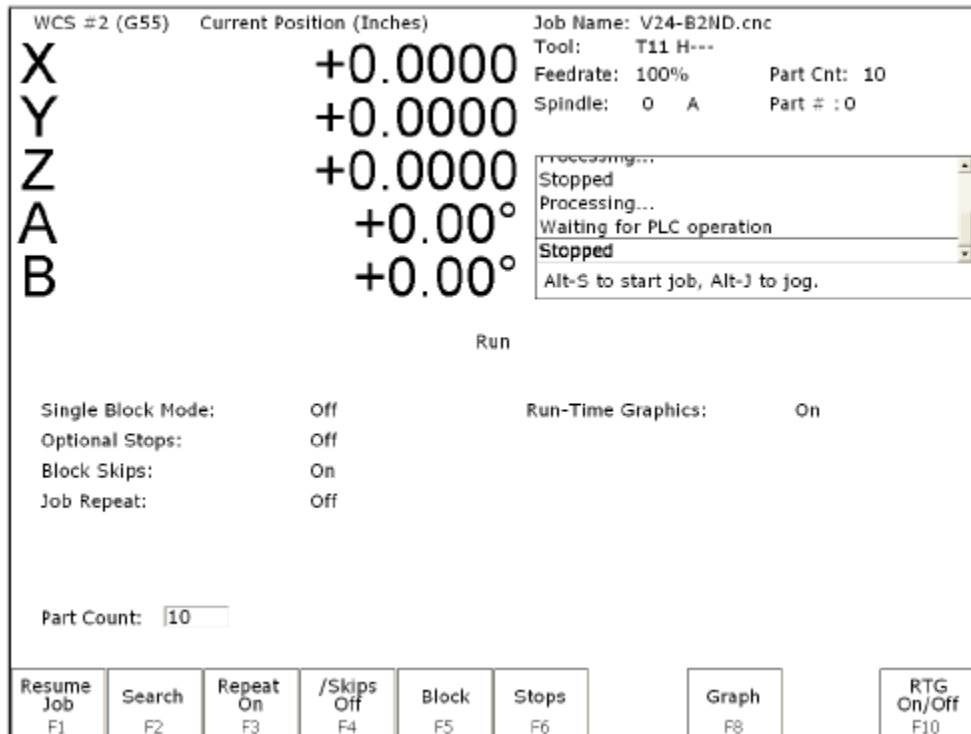 WCS #2 (G55) Current Position (Inches)
X +0.0000
Y +0.0000
Z +0.0000
A +0.00°
B +0.00°
Job Name: V24-B2ND.cnc
Tool: T11 H---
Feedrate: 100% Part Cnt: 10
Spindle: 0 A Part # : 0
Processing...
Stopped
Processing...
Waiting for PLC operation
Stopped
Alt-S to start job, Alt-J to jog.
Run
Single Block Mode: Off
Optional Stops: Off
Block Skips: On
Job Repeat: Off
Run-Time Graphics: On
Part Count: 10
Resume
Job
F1
Search
F2
Repeat
On
F3
/Skips
Off
F4
Block
F5
Stops
F6
Graph
F8
RTG
On/Off
F10